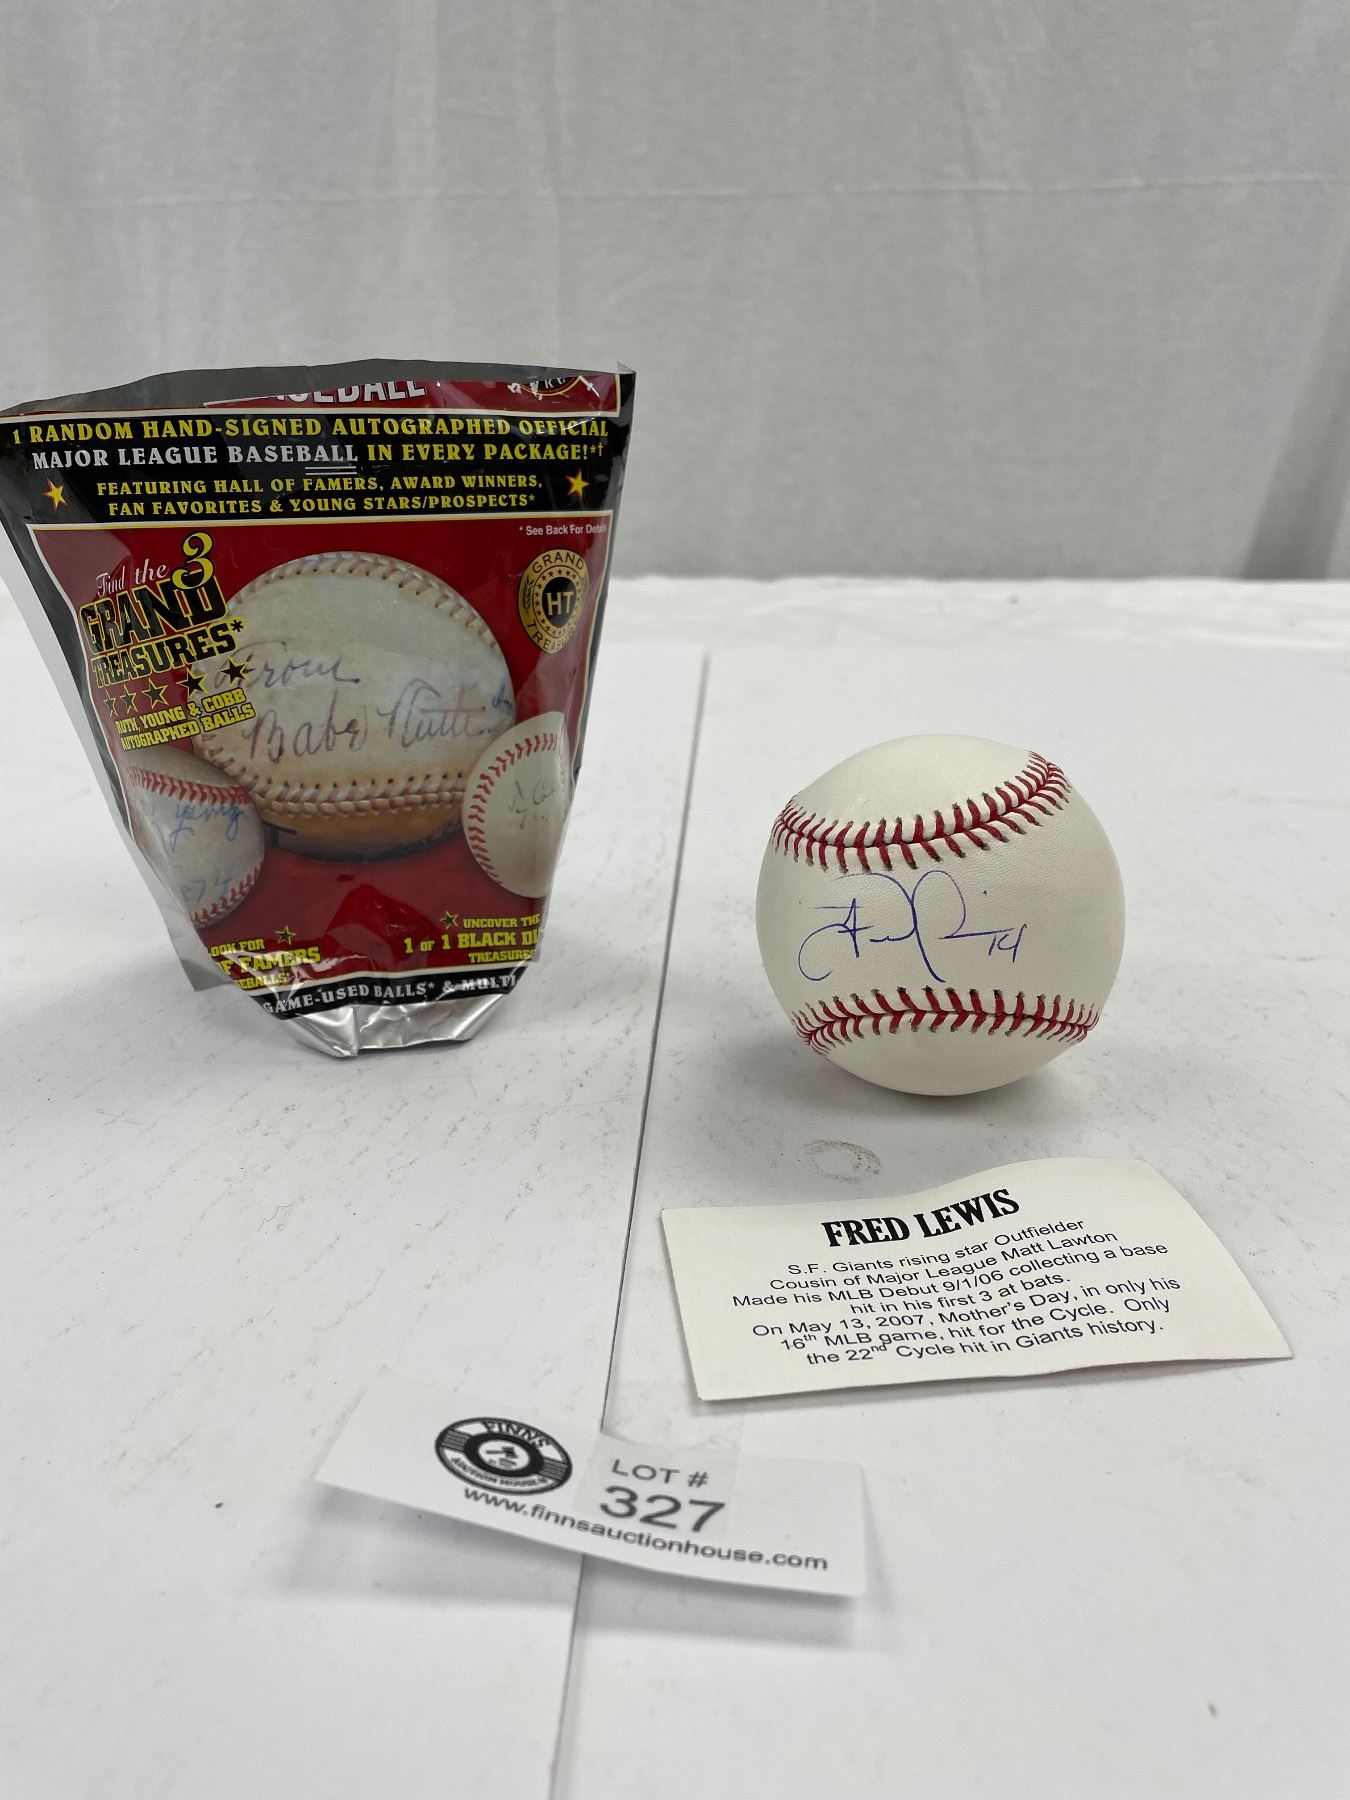 1 RANDOM HAND-SIGNED AUTOGRAPHED OFFICIAL
MAJOR LEAGUE BASEBALL IN EVERY PACKAGE!*†
FEATURING HALL OF FAMERS, AWARD WINNERS,
FAN FAVORITES & YOUNG STARS/PROSPECTS*
* See Back For Details
Find the 3
GRAND
TREASURES*
RUTH, YOUNG & COBB
AUTOGRAPHED BALLS
GRAND
HT
From
Babe Ruth
Young
LOOK FOR
F FAMERS
EBALLS*
UNCOVER THE
1 OF 1 BLACK DI
TREASURE
GAME-USED BALLS* & MULTI
14
FRED LEWIS
S.F. Giants rising star Outfielder
Cousin of Major League Matt Lawton
Made his MLB Debut 9/1/06 collecting a base
hit in his first 3 at bats.
On May 13, 2007, Mother's Day, in only his
16th MLB game, hit for the Cycle. Only
the 22nd Cycle hit in Giants history.
FINNS
AUCTION HOUSE
LOT #
327
www.finnsauctionhouse.com